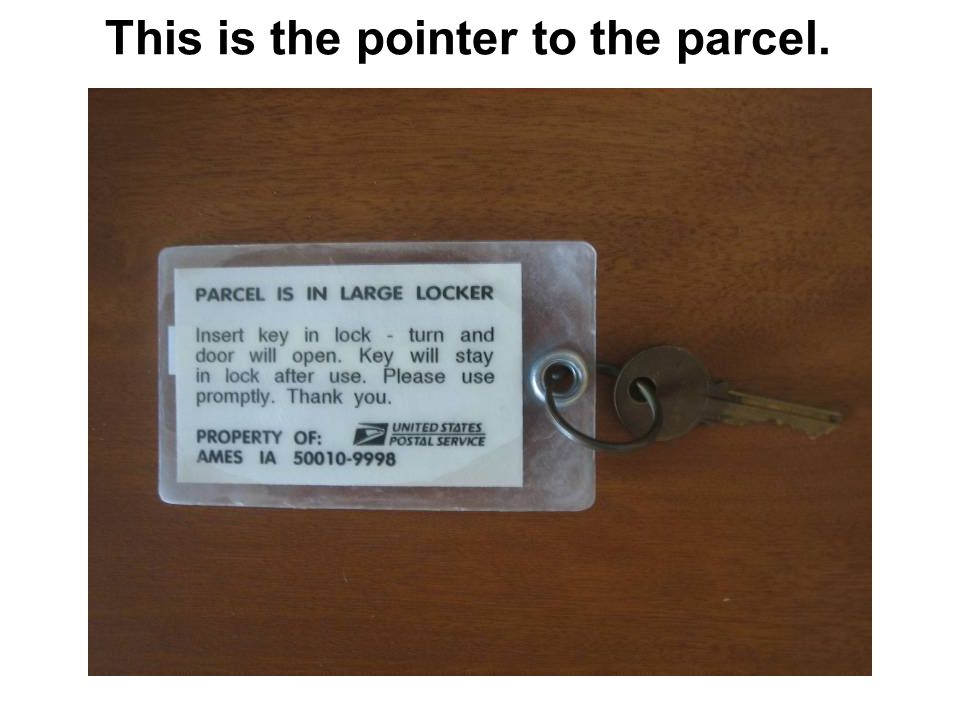 This is the pointer to the parcel.
PARCEL IS IN LARGE LOCKER
Insert key in lock - turn and
door will open. Key will stay
in lock after use. Please use
promptly. Thank you.
PROPERTY OF: UNITED STATES
POSTAL SERVICE
AMES IA 50010-9998